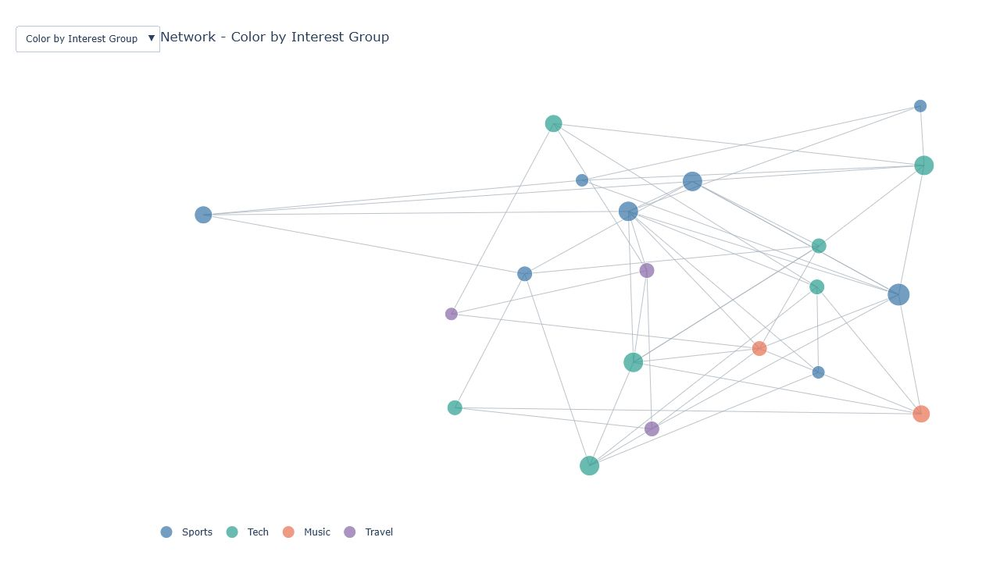 Color by Interest Group ▼
Network - Color by Interest Group
Sports Tech Music Travel